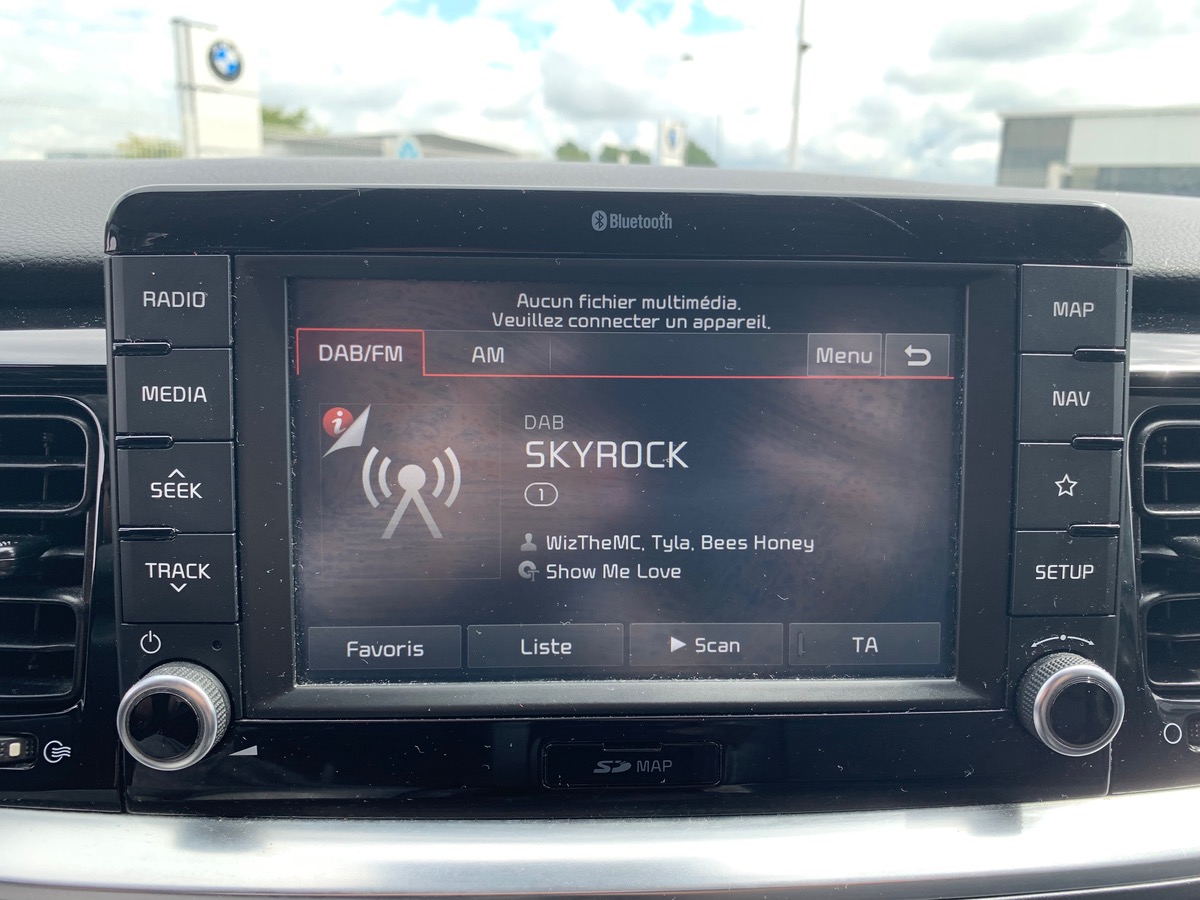 Bluetooth
RADIO
MEDIA
SEEK
TRACK
Aucun fichier multimédia.
Veuillez connecter un appareil.
DAB/FM AM Menu
i
DAB
SKYROCK
1
WizTheMC, Tyla, Bees Honey
Show Me Love
Favoris Liste Scan TA
MAP
NAV
SETUP
SD MAP